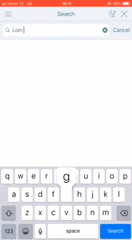 Search
Loin
Cancel
q w e r g u i o p
a s d f h j k l
z x c v b n m
123 space Search